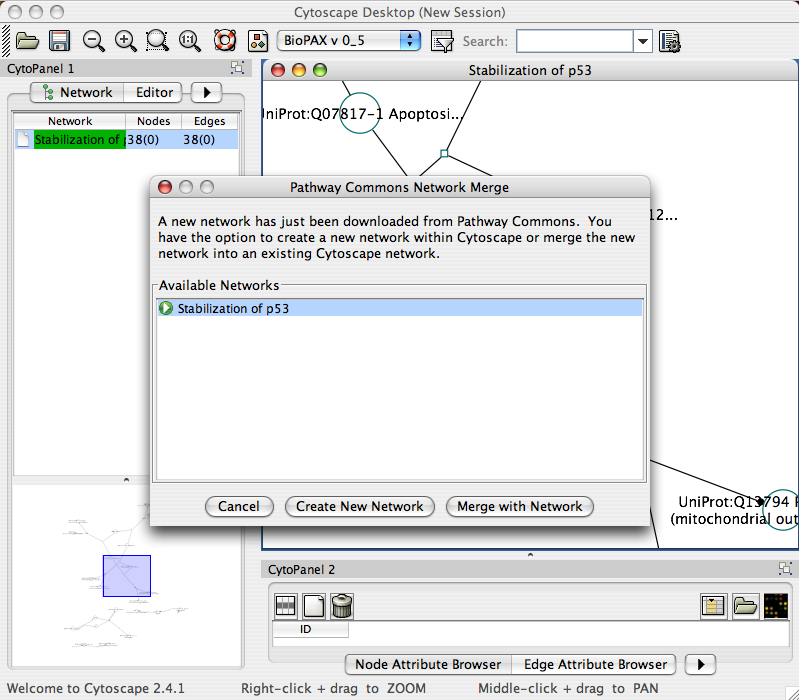 Cytoscape Desktop (New Session)
1:1
BioPAX v 0_5
Search:
CytoPanel 1
Network
Editor
Network Nodes Edges
Stabilization of 38(0) 38(0)
Stabilization of p53
UniProt:Q07817-1 Apoptosi...
12...
Pathway Commons Network Merge
A new network has just been downloaded from Pathway Commons. You
have the option to create a new network within Cytoscape or merge the new
network into an existing Cytoscape network.
Available Networks
Stabilization of p53
Cancel
Create New Network
Merge with Network
UniProt:Q13794 P
(mitochondrial out
CytoPanel 2
ID
Node Attribute Browser
Edge Attribute Browser
Welcome to Cytoscape 2.4.1
Right-click + drag to ZOOM
Middle-click + drag to PAN